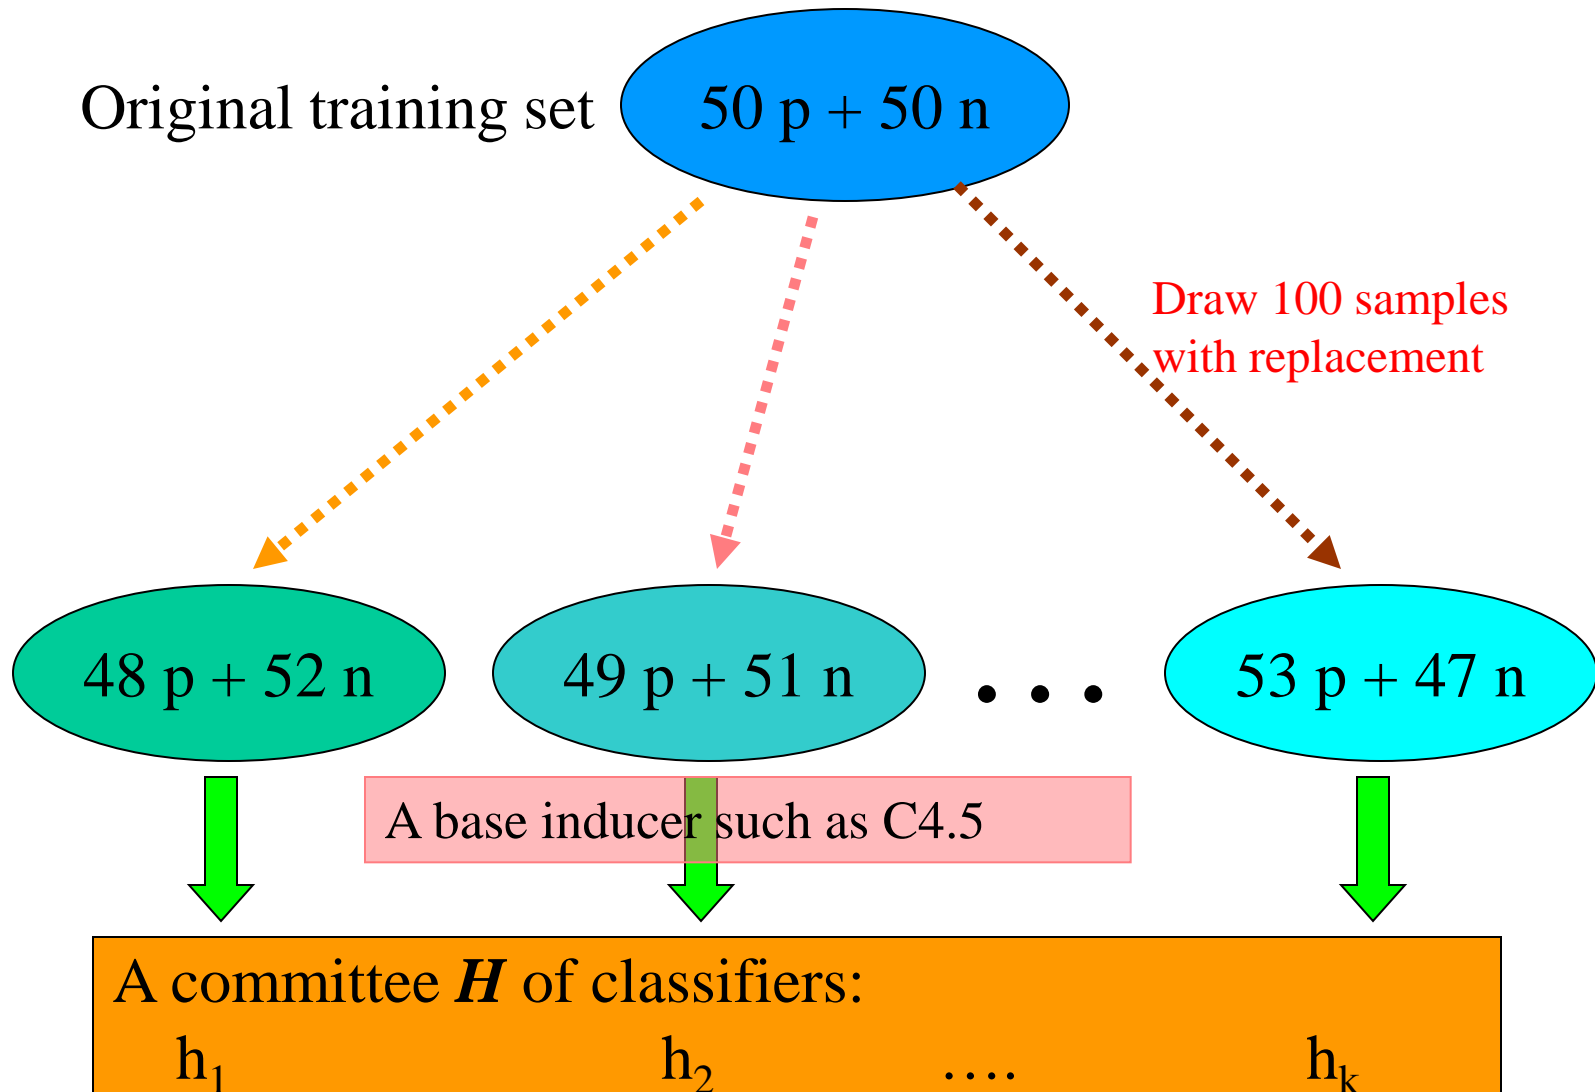 Original training set
50 p + 50 n
Draw 100 samples
with replacement
48 p + 52 n
49 p + 51 n
• • •
53 p + 47 n
A base inducer such as C4.5
A committee H of classifiers:
h₁ h₂ …. hₖ